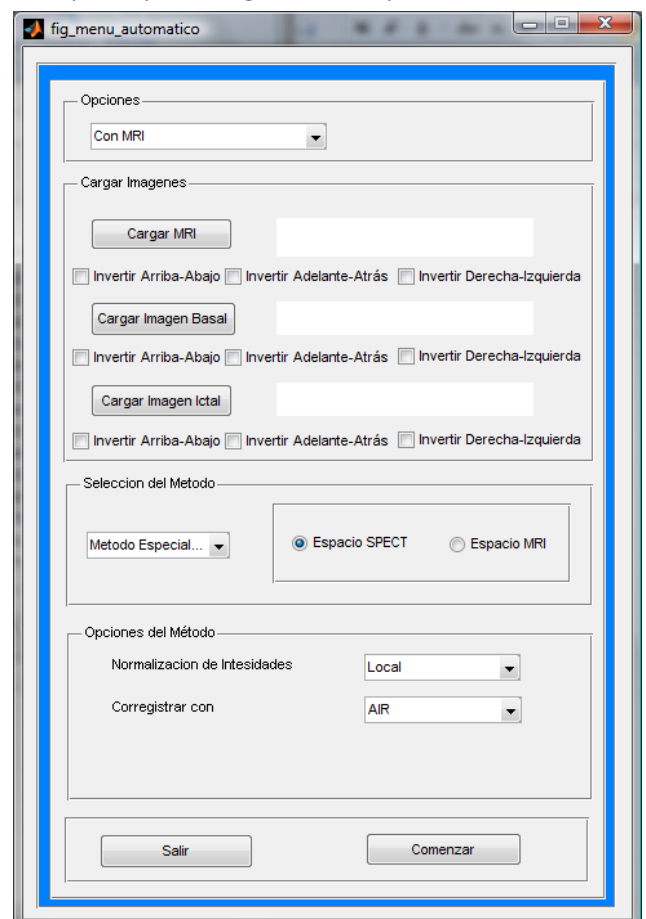 fig_menu_automatico
Opciones
Con MRI
Cargar Imagenes
Cargar MRI
Invertir Arriba-Abajo Invertir Adelante-Atrás Invertir Derecha-Izquierda
Cargar Imagen Basal
Invertir Arriba-Abajo Invertir Adelante-Atrás Invertir Derecha-Izquierda
Cargar Imagen Ictal
Invertir Arriba-Abajo Invertir Adelante-Atrás Invertir Derecha-Izquierda
Seleccion del Metodo
Metodo Especial... Espacio SPECT Espacio MRI
Opciones del Método
Normalizacion de Intesidades Local
Corregistrar con AIR
Salir Comenzar